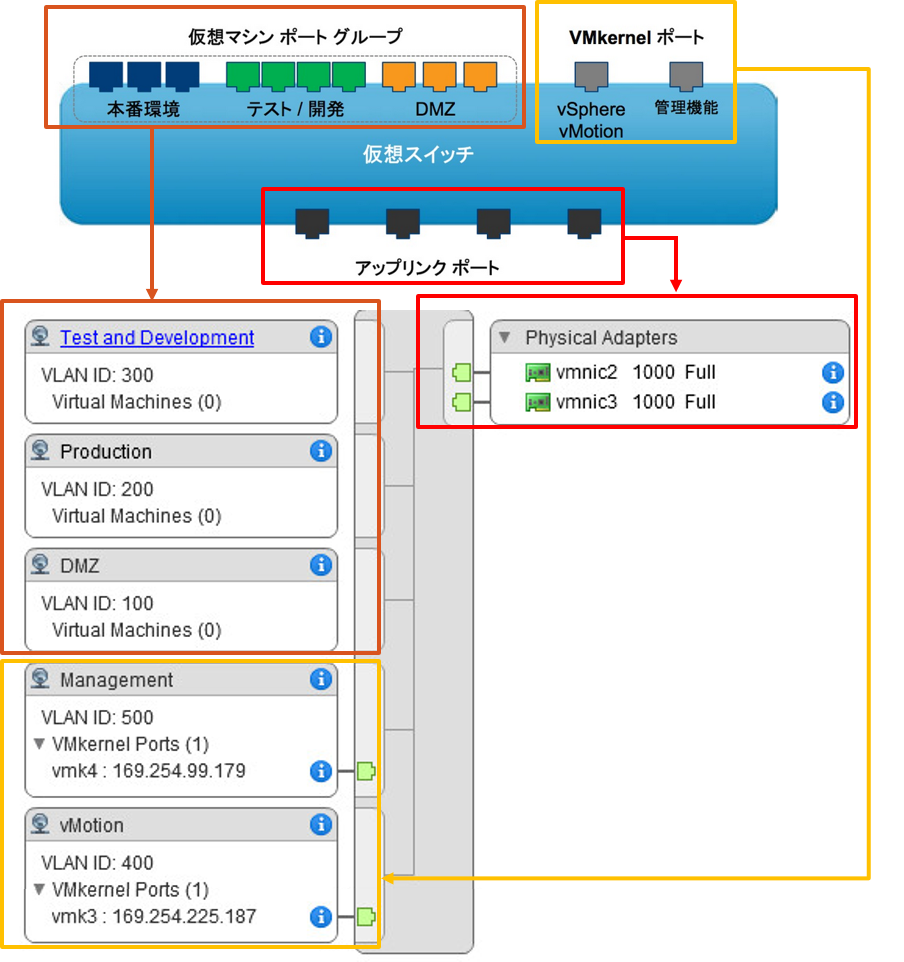 仮想マシン ポート グループ
VMkernel ポート
本番環境
テスト / 開発
DMZ
vSphere
vMotion
管理機能
仮想スイッチ
アップリンク ポート
Test and Development
VLAN ID: 300
Virtual Machines (0)
Production
VLAN ID: 200
Virtual Machines (0)
DMZ
VLAN ID: 100
Virtual Machines (0)
Management
VLAN ID: 500
VMkernel Ports (1)
vmk4 : 169.254.99.179
vMotion
VLAN ID: 400
VMkernel Ports (1)
vmk3 : 169.254.225.187
Physical Adapters
vmnic2 1000 Full
vmnic3 1000 Full